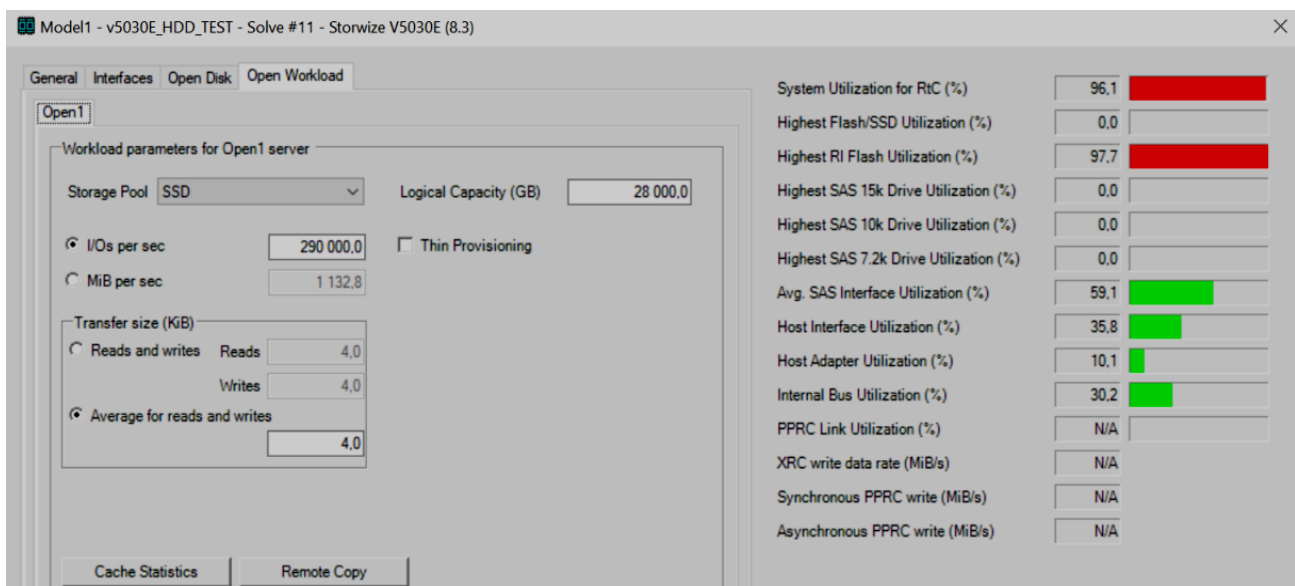 Model1 - v5030E_HDD_TEST - Solve #11 - Storwize V5030E (8.3)
General Interfaces Open Disk Open Workload
Open1
Workload parameters for Open1 server
Storage Pool SSD Logical Capacity (GB) 28 000,0
I/Os per sec 290 000,0 Thin Provisioning
MiB per sec 1 132,8
Transfer size (KiB)
Reads and writes Reads 4,0
Writes 4,0
Average for reads and writes
4,0
Cache Statistics Remote Copy
System Utilization for RtC (%) 96,1
Highest Flash/SSD Utilization (%) 0,0
Highest RI Flash Utilization (%) 97,7
Highest SAS 15k Drive Utilization (%) 0,0
Highest SAS 10k Drive Utilization (%) 0,0
Highest SAS 7.2k Drive Utilization (%) 0,0
Avg. SAS Interface Utilization (%) 59,1
Host Interface Utilization (%) 35,8
Host Adapter Utilization (%) 10,1
Internal Bus Utilization (%) 30,2
PPRC Link Utilization (%) N/A
XRC write data rate (MiB/s) N/A
Synchronous PPRC write (MiB/s) N/A
Asynchronous PPRC write (MiB/s) N/A